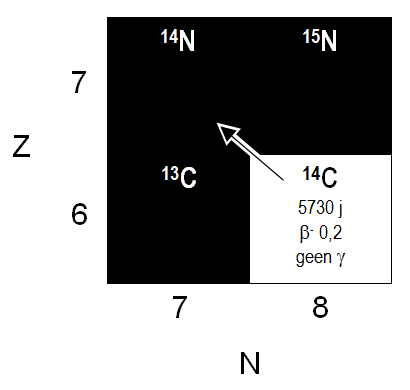 ¹⁴N ¹⁵N
7
Z
¹³C ¹⁴C
6
5730 j
β⁻ 0,2
geen γ
7 8
N